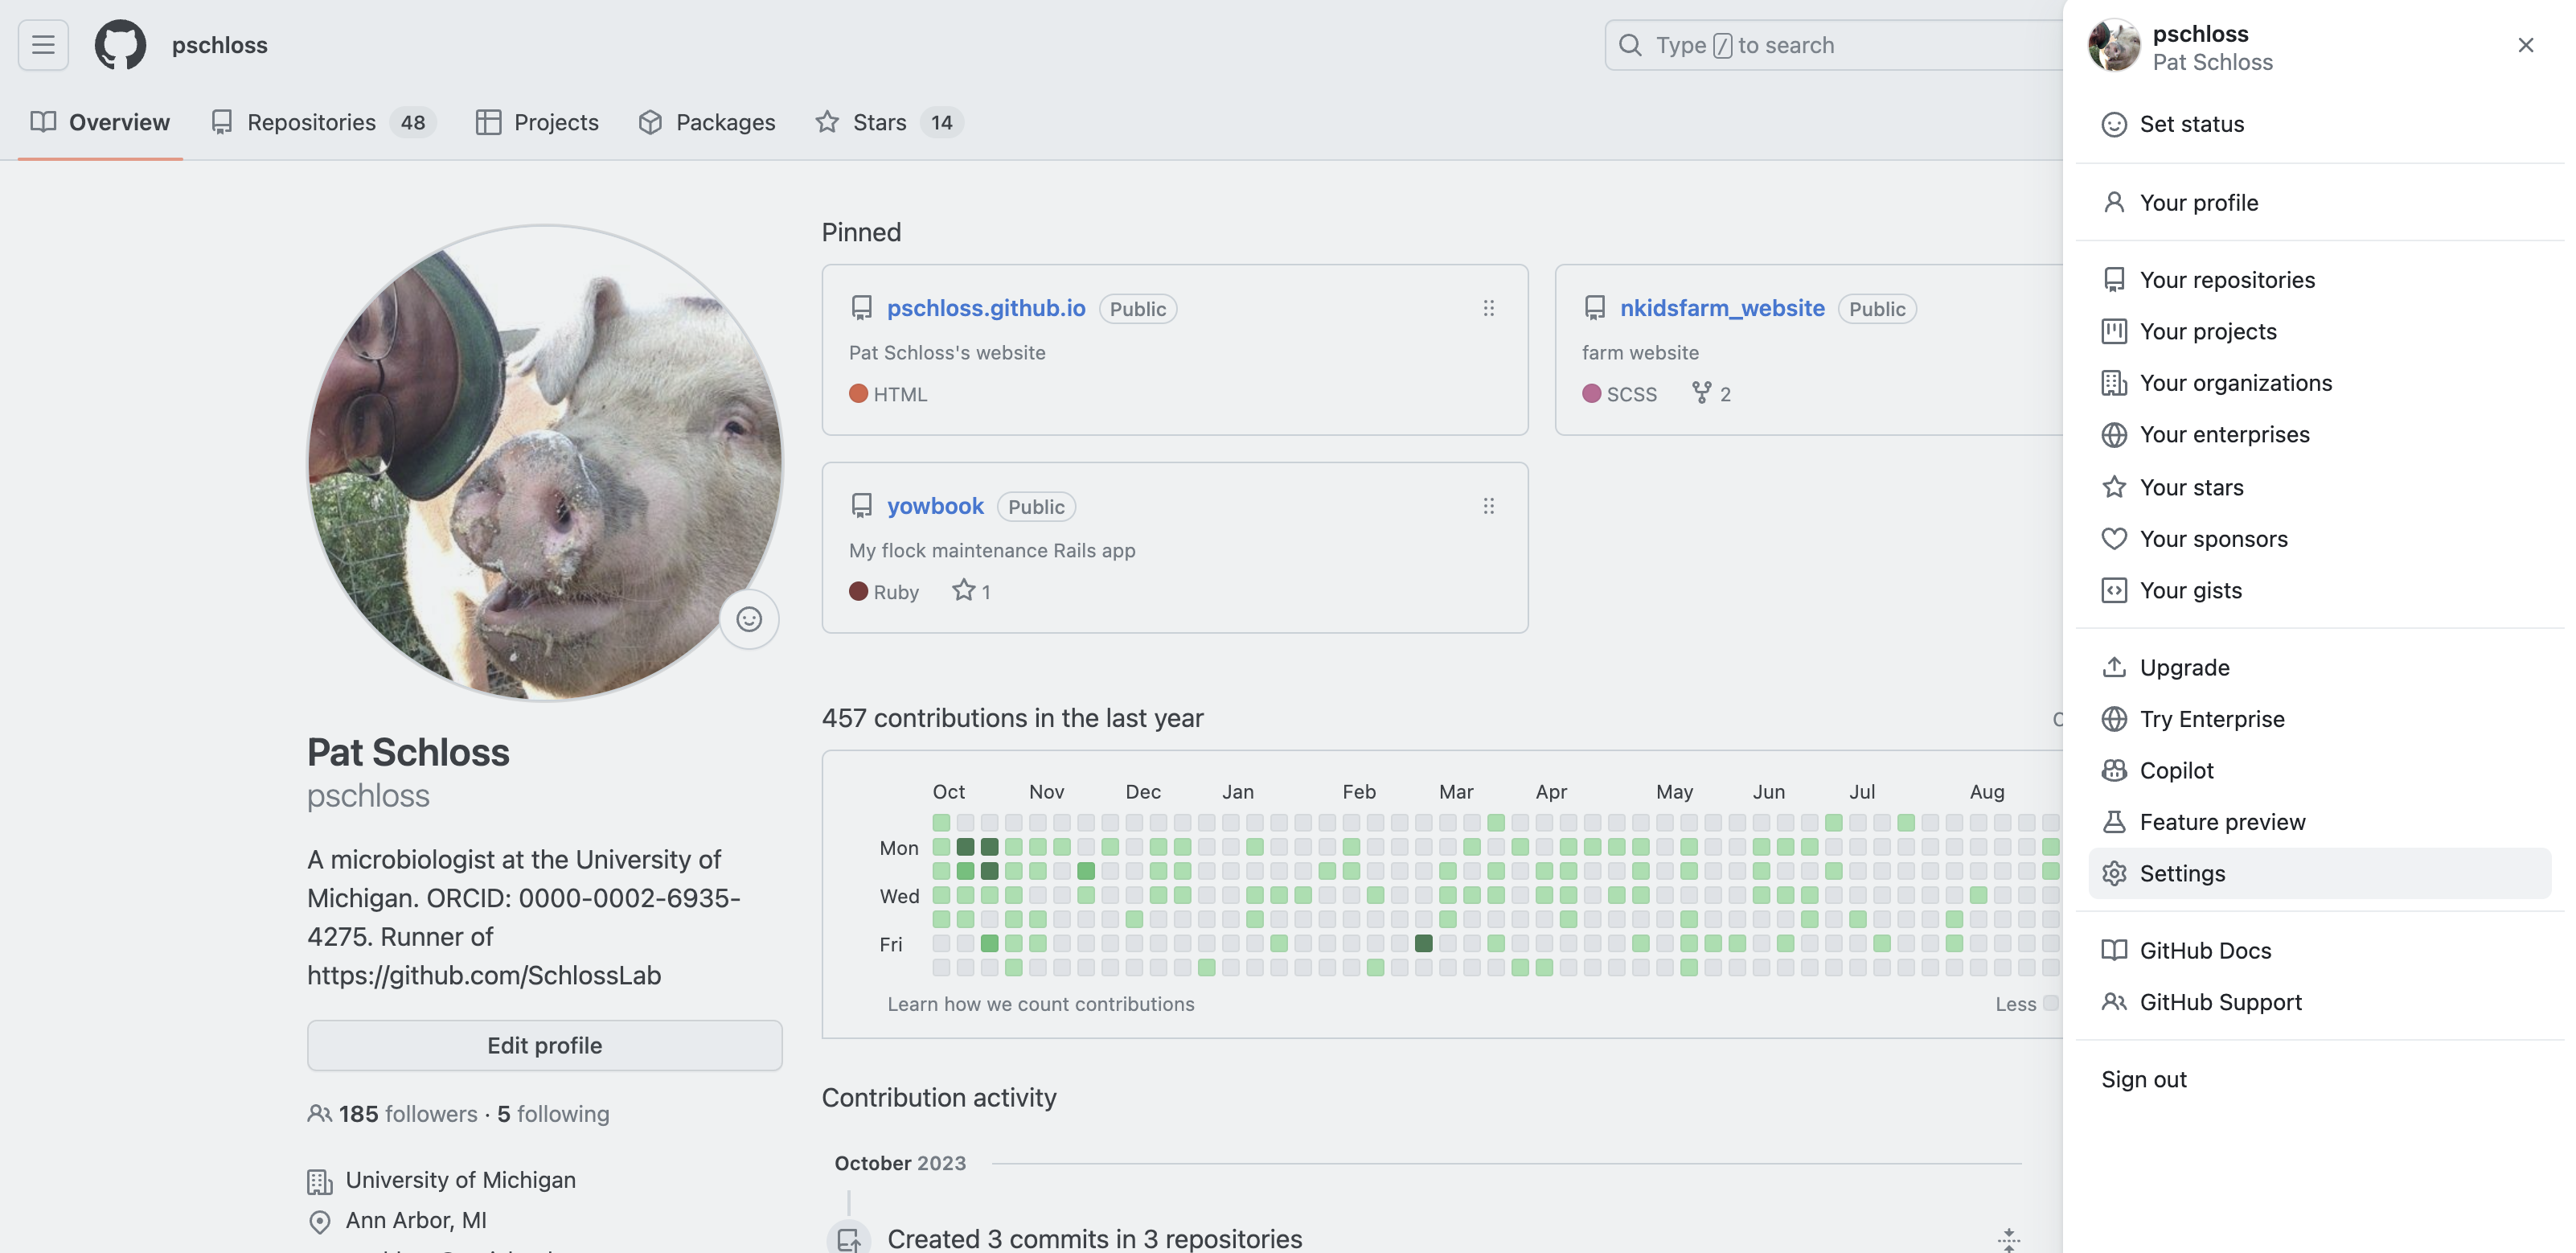 pschloss
Type / to search
Overview
Repositories 48
Projects
Packages
Stars 14
Pat Schloss
pschloss
A microbiologist at the University of
Michigan. ORCID: 0000-0002-6935-
4275. Runner of
https://github.com/SchlossLab
Edit profile
185 followers · 5 following
University of Michigan
Ann Arbor, MI
Pinned
pschloss.github.io Public
Pat Schloss's website
HTML
nkidsfarm_website Public
farm website
SCSS 2
yowbook Public
My flock maintenance Rails app
Ruby 1
457 contributions in the last year
Oct Nov Dec Jan Feb Mar Apr May Jun Jul Aug
Mon
Wed
Fri
Learn how we count contributions
Less
Contribution activity
October 2023
Created 3 commits in 3 repositories
pschloss
Pat Schloss
Set status
Your profile
Your repositories
Your projects
Your organizations
Your enterprises
Your stars
Your sponsors
Your gists
Upgrade
Try Enterprise
Copilot
Feature preview
Settings
GitHub Docs
GitHub Support
Sign out